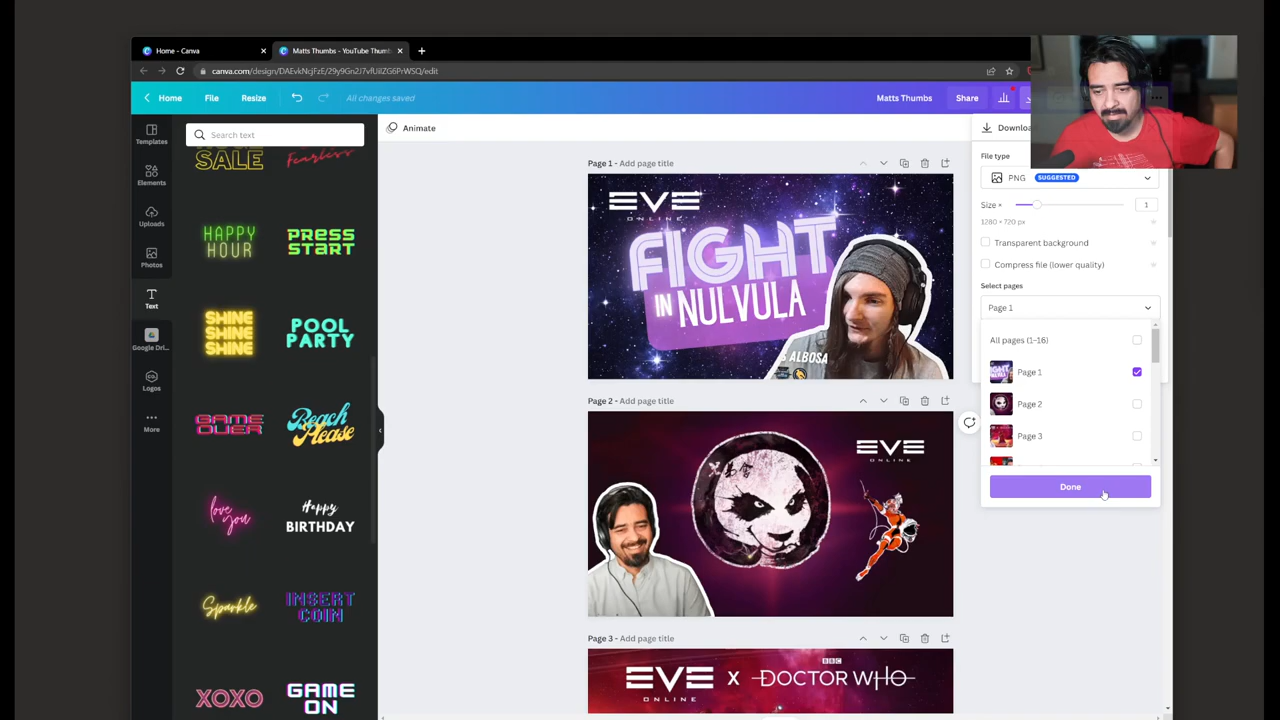 Home - Canva
Matts Thumbs - YouTube Thumb
canva.com/design/DAEvkNcjFzE/29y9Gn2J7vfUilZG6PrWSQ/edit
Home
File
Resize
All changes saved
Matts Thumbs
Share
Templates
Elements
Uploads
Photos
Text
Google Dri...
Logos
More
Search text
SALE
Fearless
HAPPY HOUR
PRESS START
SHINE SHINE SHINE
POOL PARTY
GAME OVER
Beach Please
love you
Happy BIRTHDAY
Sparkle
INSERT COIN
XOXO
GAME ON
Animate
Page 1 - Add page title
EVE
ONLINE
FIGHT
IN NULVULA
S ALBOSA
Page 2 - Add page title
EVE
ONLINE
Page 3 - Add page title
EVE
ONLINE
X
BBC
DOCTOR WHO
Downloa
File type
PNG SUGGESTED
Size ×
1
1280 × 720 px
Transparent background
Compress file (lower quality)
Select pages
Page 1
All pages (1-16)
Page 1
Page 2
Page 3
Done